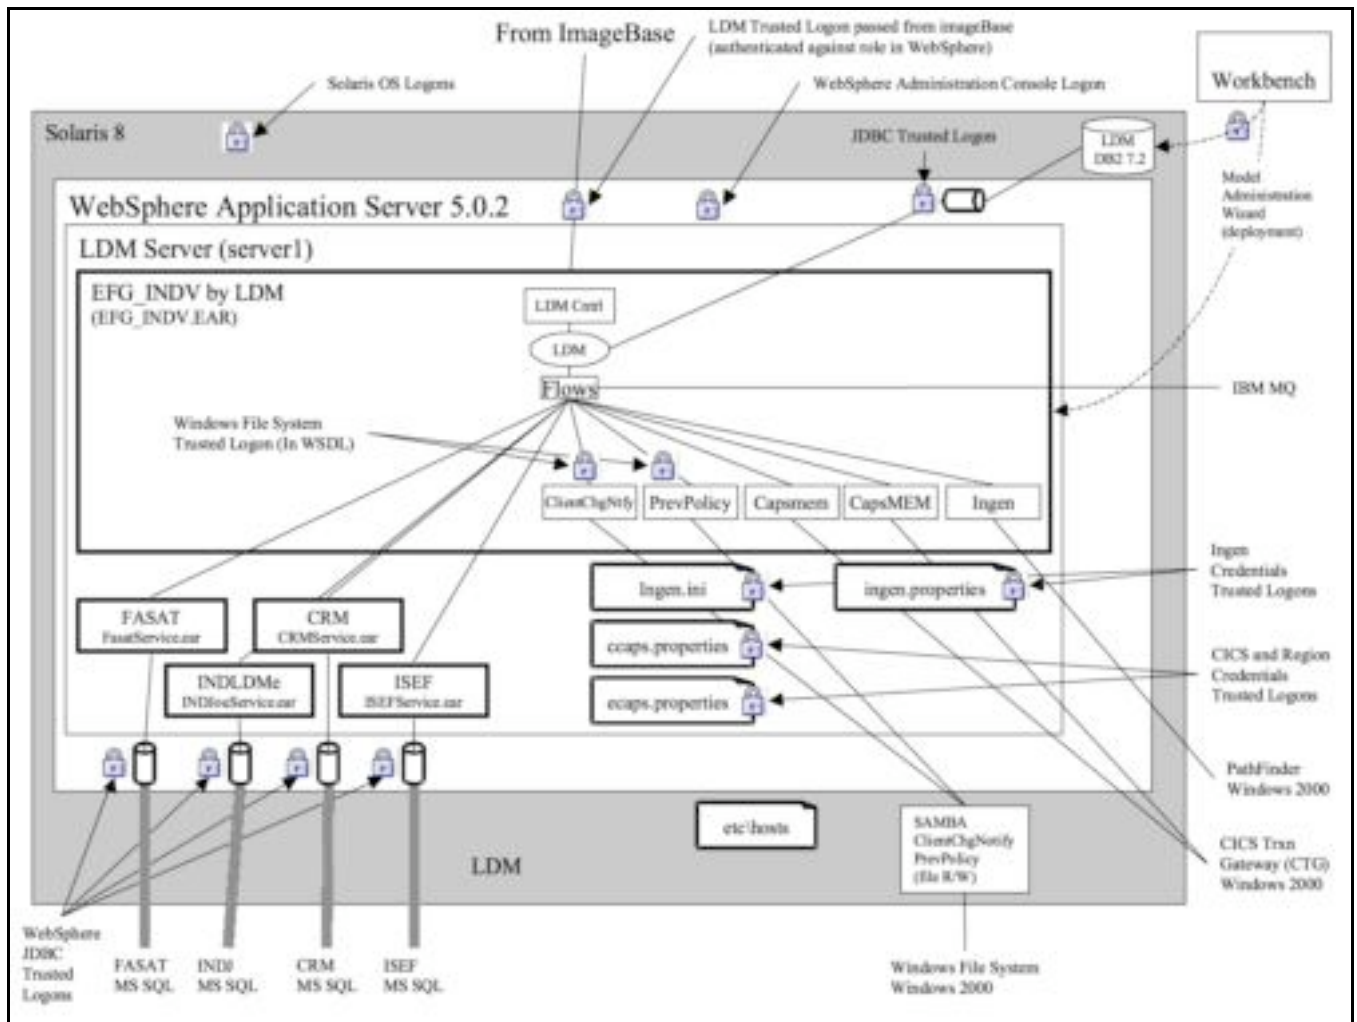 From ImageBase
LDM Trusted Logon passed from imageBase
(authenticated against role in WebSphere)
Solaris OS Logons
WebSphere Administration Console Logon
Workbench
Solaris 8
JDBC Trusted Logon
LDM
DB2 7.2
Model
Administration
Wizard
(deployment)
WebSphere Application Server 5.0.2
LDM Server (server1)
EFG_INDV by LDM
(EFG_INDV.EAR)
LDM Cntl
LDM
Flows
IBM MQ
Windows File System
Trusted Logon (In WSDL)
ClientChgNtfy
PrevPolicy
Capsmem
CapsMEM
Ingen
Ingen
Credentials
Trusted Logons
Ingen.ini
ingen.properties
FASAT
FasatService.ear
CRM
CRMService.ear
ccaps.properties
CICS and Region
Credentials
Trusted Logons
INDLDMe
ISEF
ISEFService.ear
ecaps.properties
PathFinder
Windows 2000
etc\hosts
SAMBA
ClientChgNotify
PrevPolicy
(file R/W)
CICS Trxn
Gateway (CTG)
Windows 2000
LDM
WebSphere
JDBC
Trusted
Logons
FASAT
MS SQL
INDJ
MS SQL
CRM
MS SQL
ISEF
MS SQL
Windows File System
Windows 2000